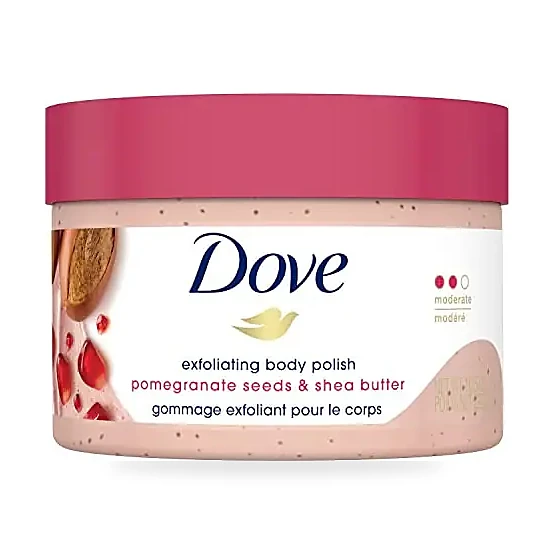 Dove
moderate
modéré
exfoliating body polish
pomegranate seeds & shea butter
gommage exfoliant pour le corps